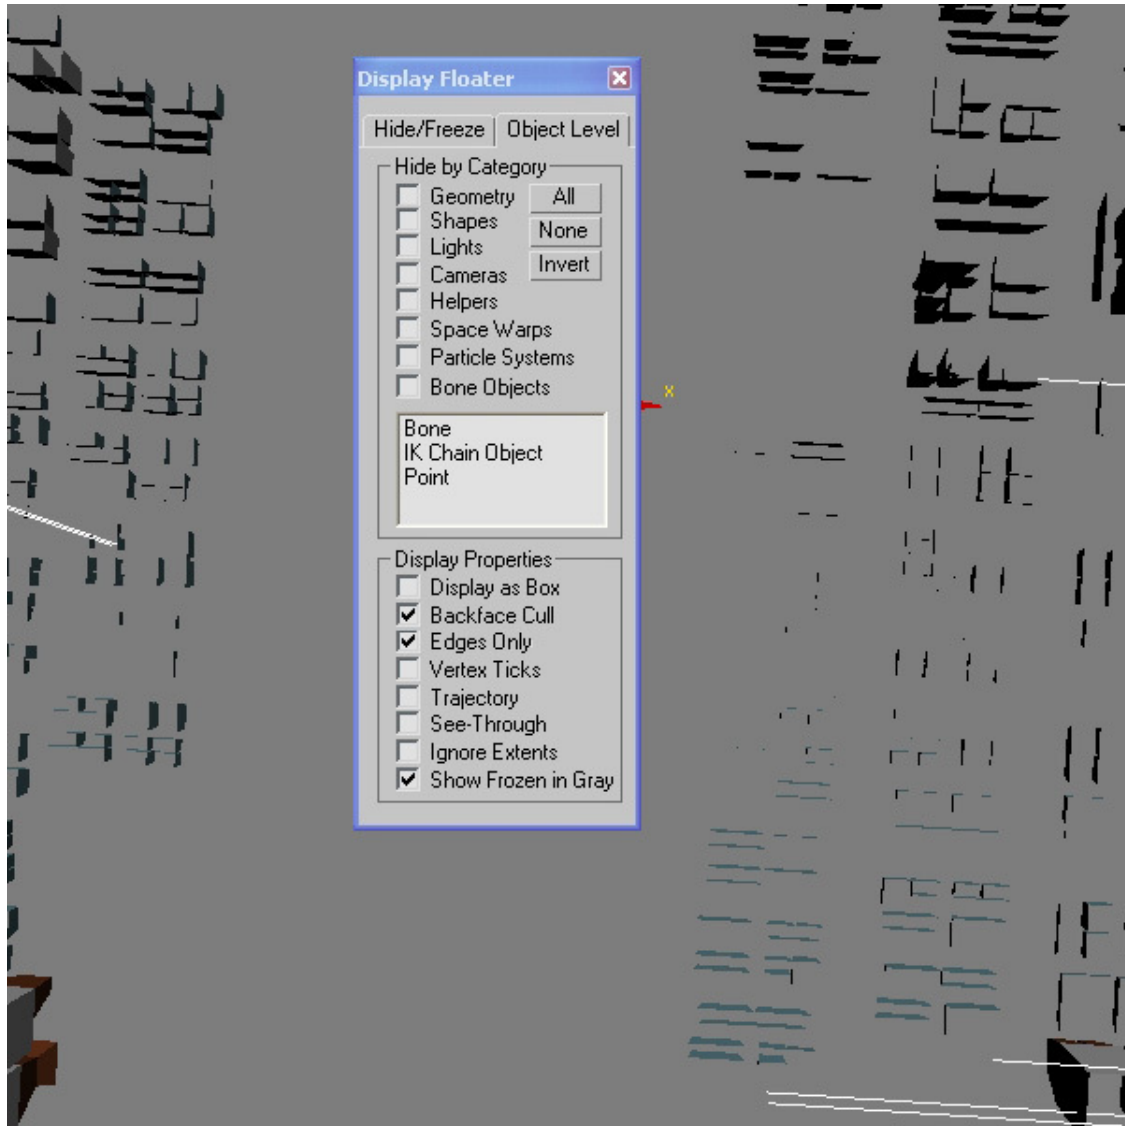 Display Floater
Hide/Freeze Object Level
Hide by Category
Geometry All
Shapes
None
Lights
Invert
Cameras
Helpers
Space Warps
Particle Systems
Bone Objects
x
Bone
IK Chain Object
Point
Display Properties
Display as Box
Backface Cull
Edges Only
Vertex Ticks
Trajectory
See-Through
Ignore Extents
Show Frozen in Gray